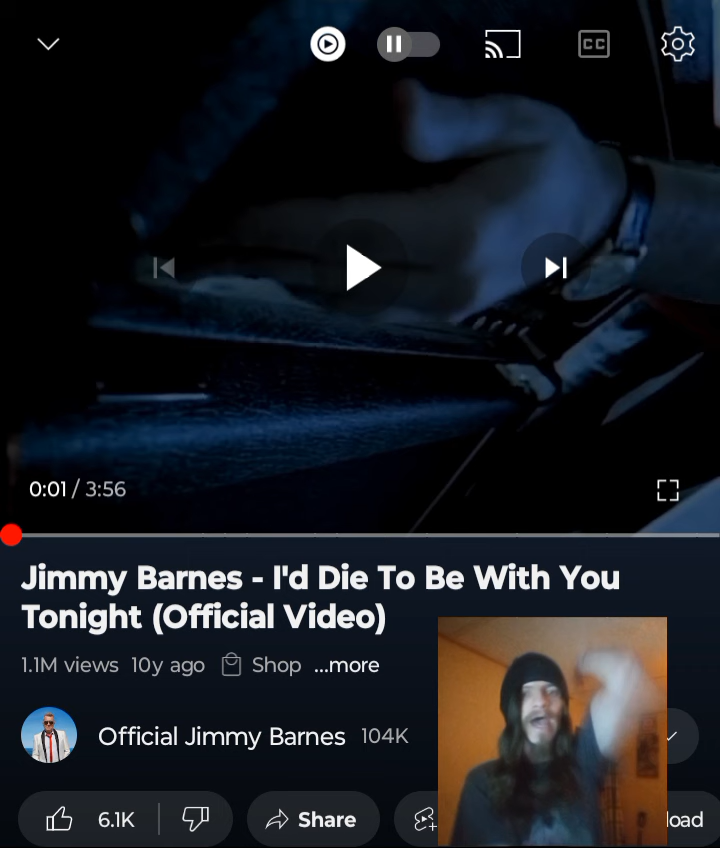 CC
0:01 / 3:56
Jimmy Barnes - I'd Die To Be With You
Tonight (Official Video)
1.1M views 10y ago Shop ...more
Official Jimmy Barnes 104K
6.1K Share load